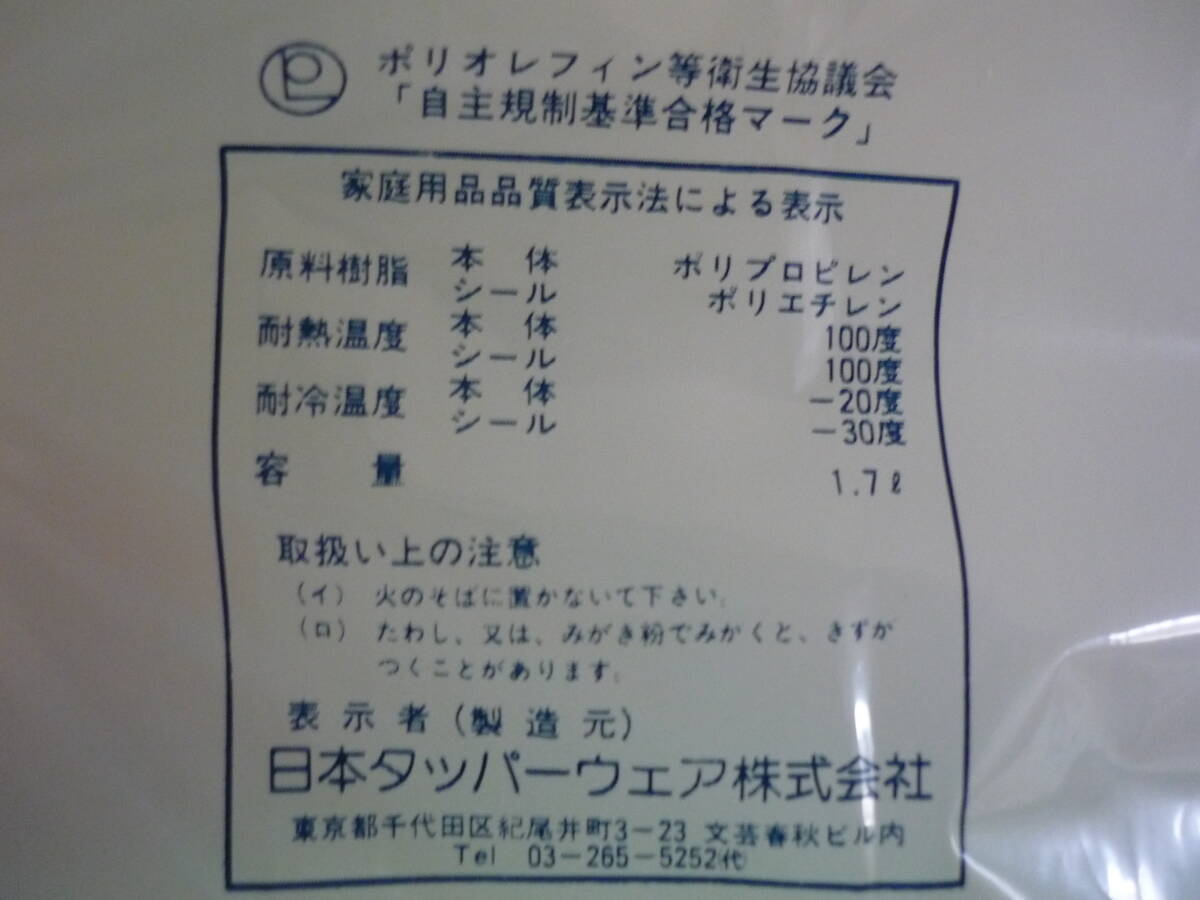 ポリオレフィン等衛生協議会
「自主規制基準合格マーク」
家庭用品品質表示法による表示
原料樹脂 本体 ポリプロピレン
シール ポリエチレン
耐熱温度 本体 100度
シール 100度
耐冷温度 本体 −20度
シール −30度
容量 1.7ℓ
取扱い上の注意
(イ) 火のそばに置かないで下さい。
(ロ) たわし、又は、みがき粉でみがくと、きずが
つくことがあります。
表示者(製造元)
日本タッパーウェア株式会社
東京都千代田区紀尾井町3−23 文芸春秋ビル内
Tel 03−265−5252代